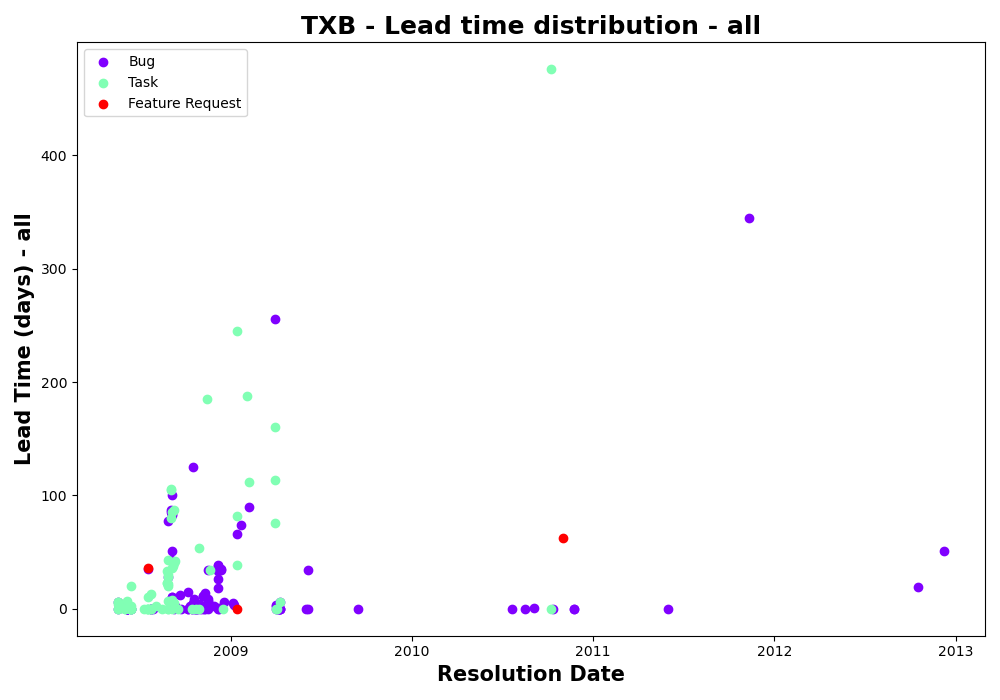 TXB - Lead time distribution - all
Bug
Task
Feature Request
Lead Time (days) - all
400
300
200
100
0
2009
2010
2011
2012
2013
Resolution Date